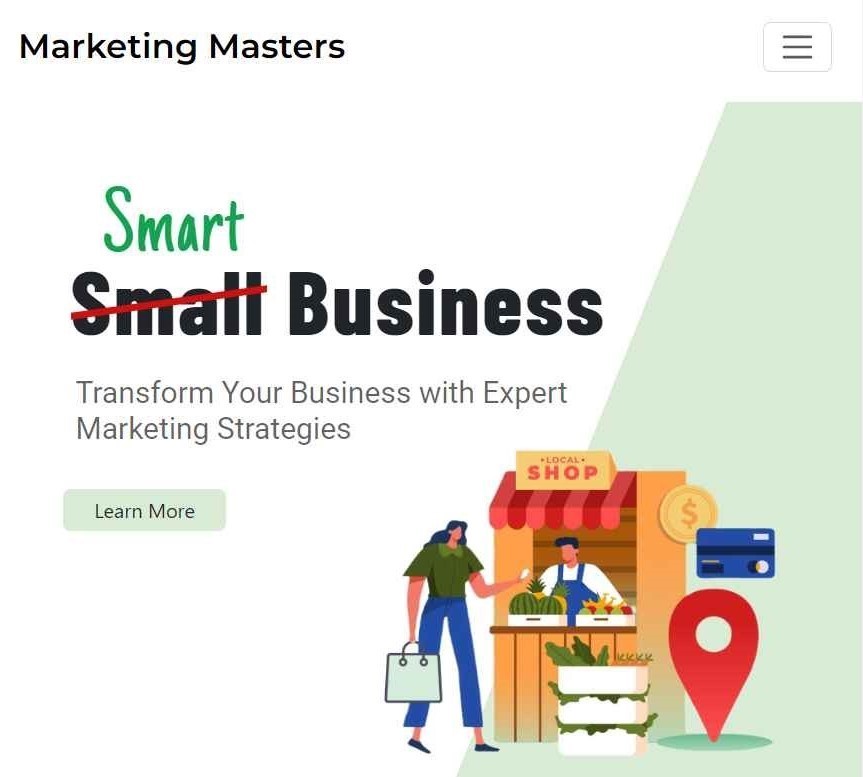 Marketing Masters
Smart
Small Business
Transform Your Business with Expert
Marketing Strategies
Learn More
•LOCAL•
SHOP
$